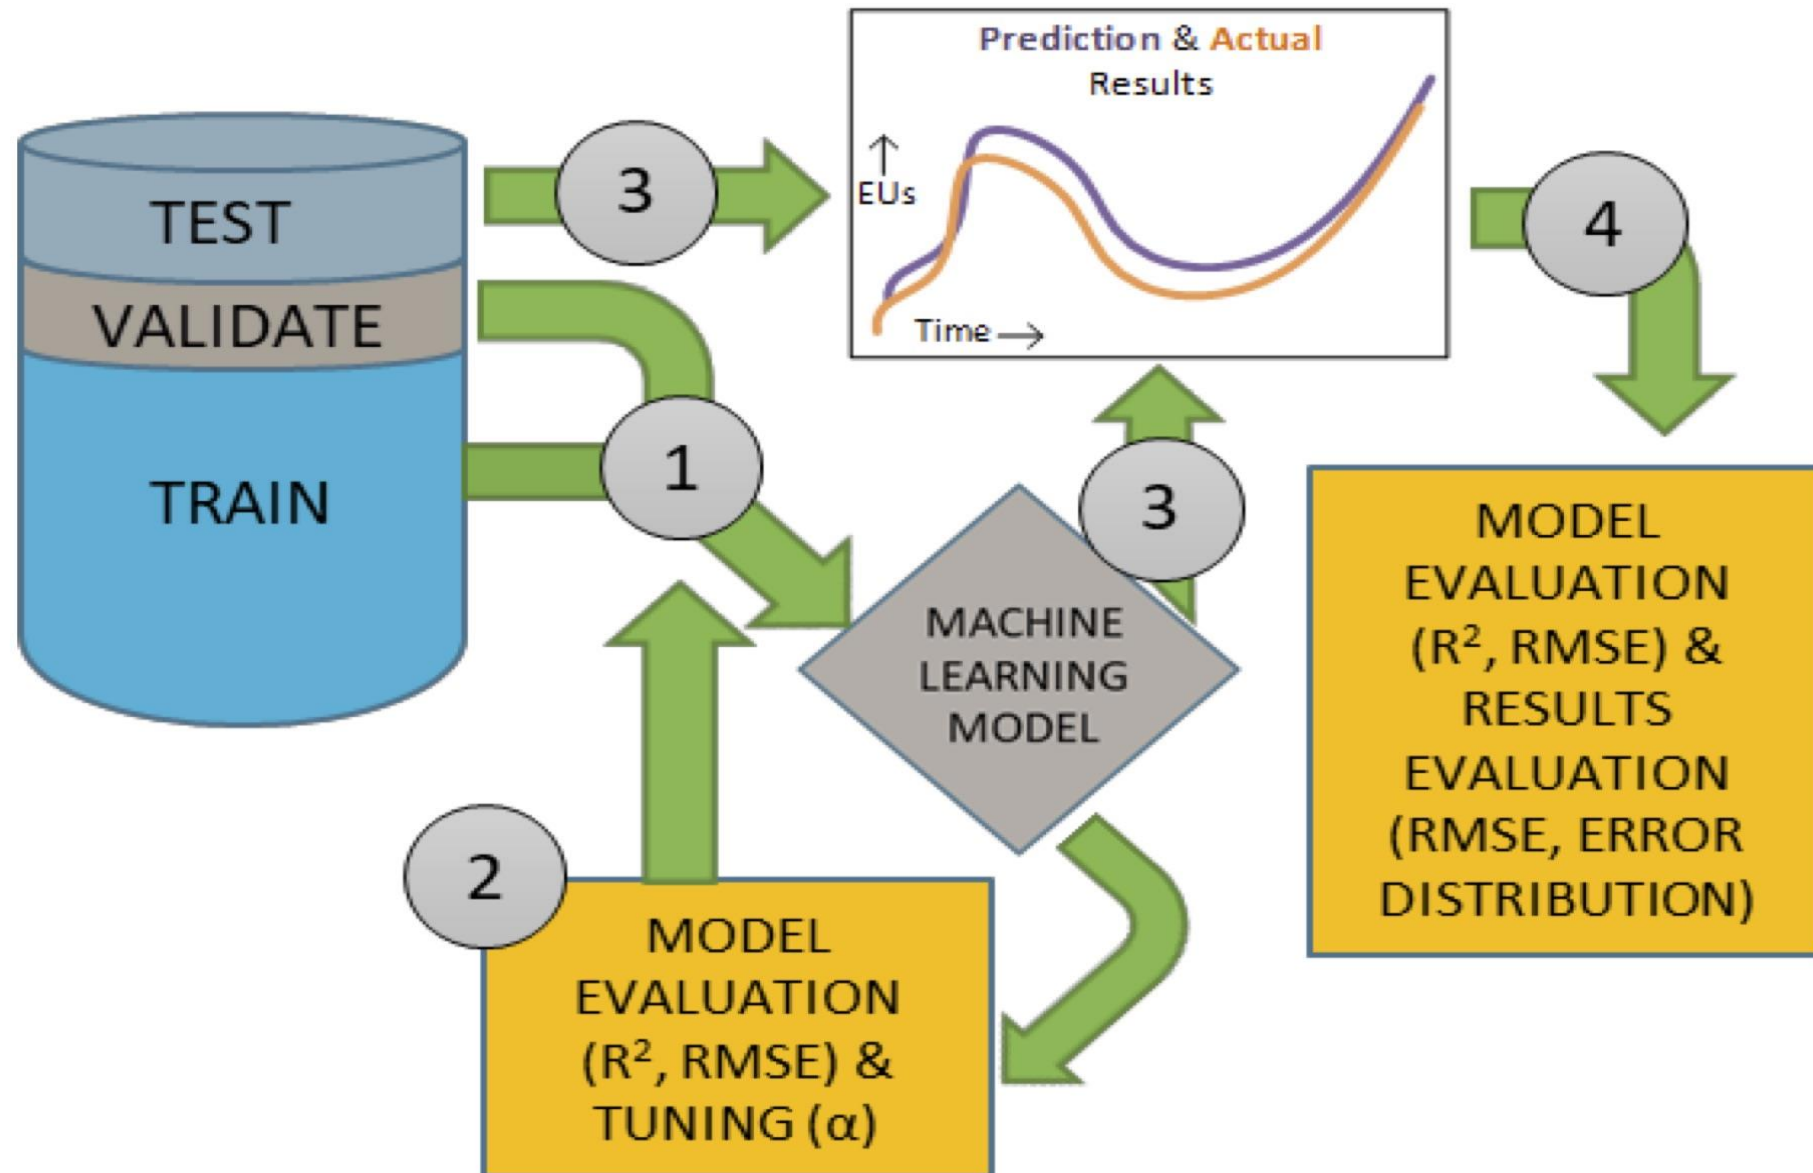 Prediction & Actual
Results
↑
EUs
Time →
TEST
VALIDATE
TRAIN
3
1
3
4
MACHINE
LEARNING
MODEL
2
MODEL
EVALUATION
(R², RMSE) &
TUNING (α)
MODEL
EVALUATION
(R², RMSE) &
RESULTS
EVALUATION
(RMSE, ERROR
DISTRIBUTION)